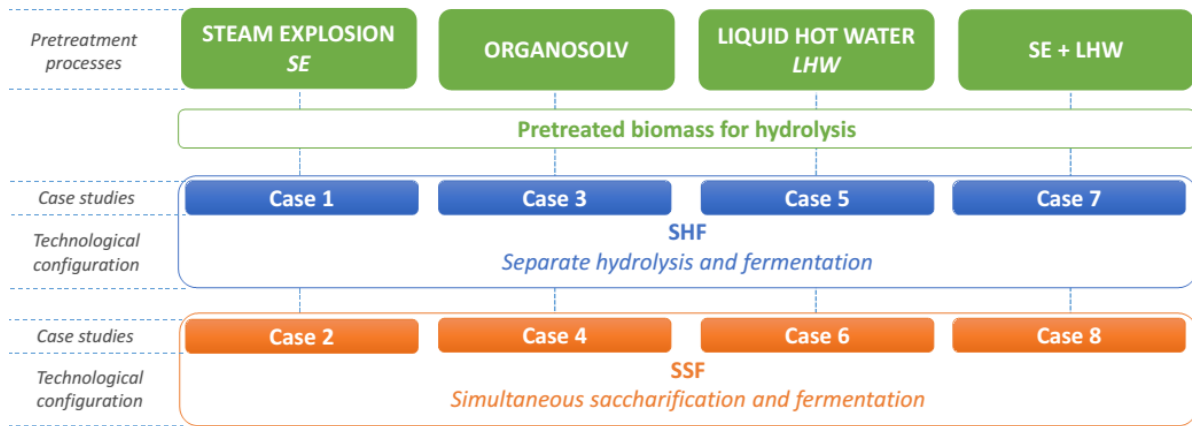 Pretreatment
processes
STEAM EXPLOSION
SE
ORGANOSOLV
LIQUID HOT WATER
LHW
SE + LHW
Pretreated biomass for hydrolysis
Case studies
Case 1
Case 3
Case 5
Case 7
Technological
configuration
SHF
Separate hydrolysis and fermentation
Case studies
Case 2
Case 4
Case 6
Case 8
Technological
configuration
SSF
Simultaneous saccharification and fermentation